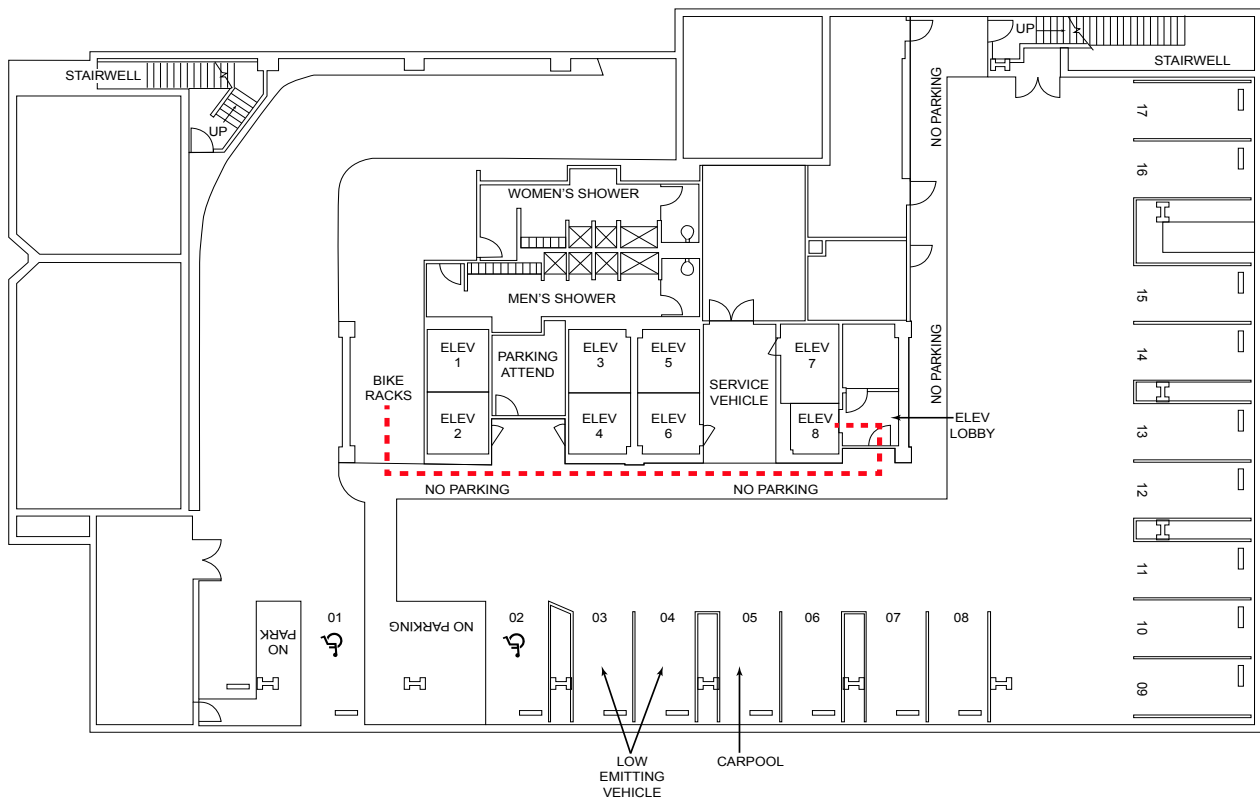 UP
STAIRWELL
STAIRWELL
UP
NO PARKING
17
16
WOMEN'S SHOWER
MEN'S SHOWER
15
14
13
12
11
10
09
NO PARKING
ELEV
1
ELEV
2
PARKING
ATTEND
ELEV
3
ELEV
4
ELEV
5
ELEV
6
SERVICE
VEHICLE
ELEV
7
ELEV
8
BIKE
RACKS
ELEV
LOBBY
NO PARKING
NO PARKING
NO
PARK
01
NO PARKING
02
03
04
05
06
07
08
LOW
EMITTING
VEHICLE
CARPOOL